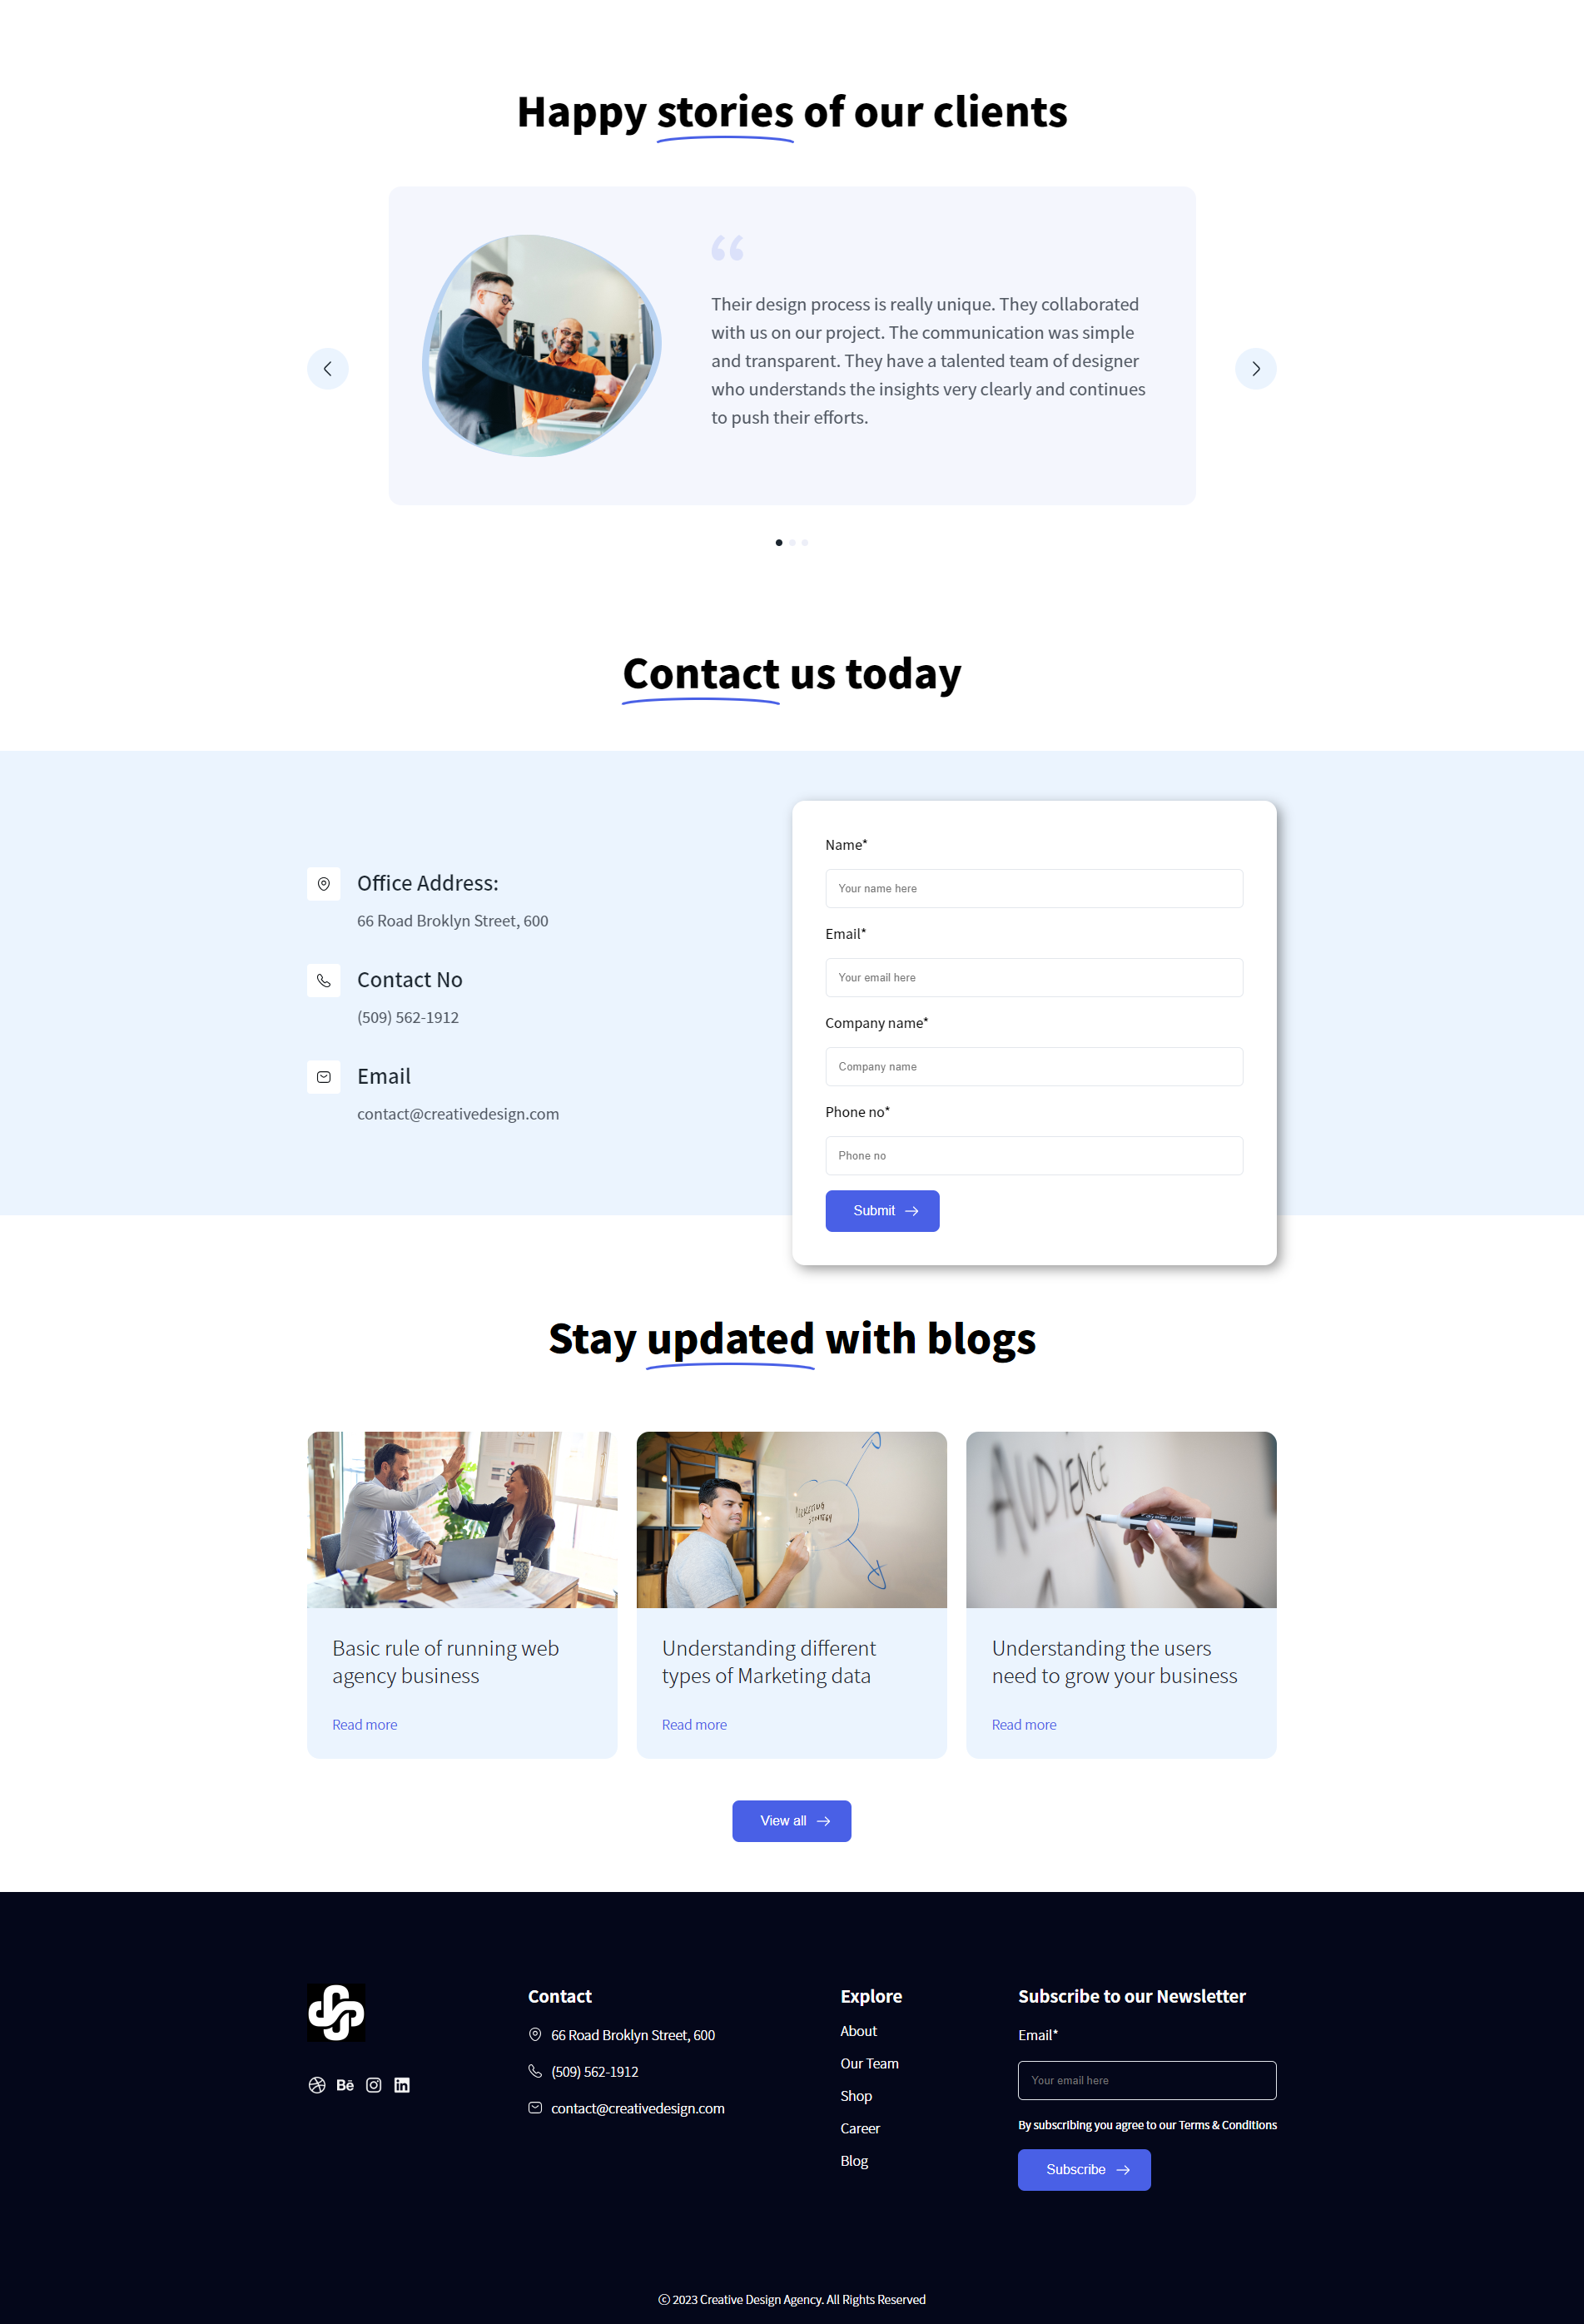 Happy stories of our clients
“
Their design process is really unique. They collaborated
with us on our project. The communication was simple
and transparent. They have a talented team of designer
who understands the insights very clearly and continues
to push their efforts.
Contact us today
Office Address:
66 Road Broklyn Street, 600
Contact No
(509) 562-1912
Email
contact@creativedesign.com
Name*
Your name here
Email*
Your email here
Company name*
Company name
Phone no*
Phone no
Submit
Stay updated with blogs
MARKETING
STRATEGY
AUDIENCE
Basic rule of running web
agency business
Read more
Understanding different
types of Marketing data
Read more
Understanding the users
need to grow your business
Read more
View all
Bē
in
Contact
66 Road Broklyn Street, 600
(509) 562-1912
contact@creativedesign.com
Explore
About
Our Team
Shop
Career
Blog
Subscribe to our Newsletter
Email*
Your email here
By subscribing you agree to our Terms & Conditions
Subscribe
© 2023 Creative Design Agency. All Rights Reserved